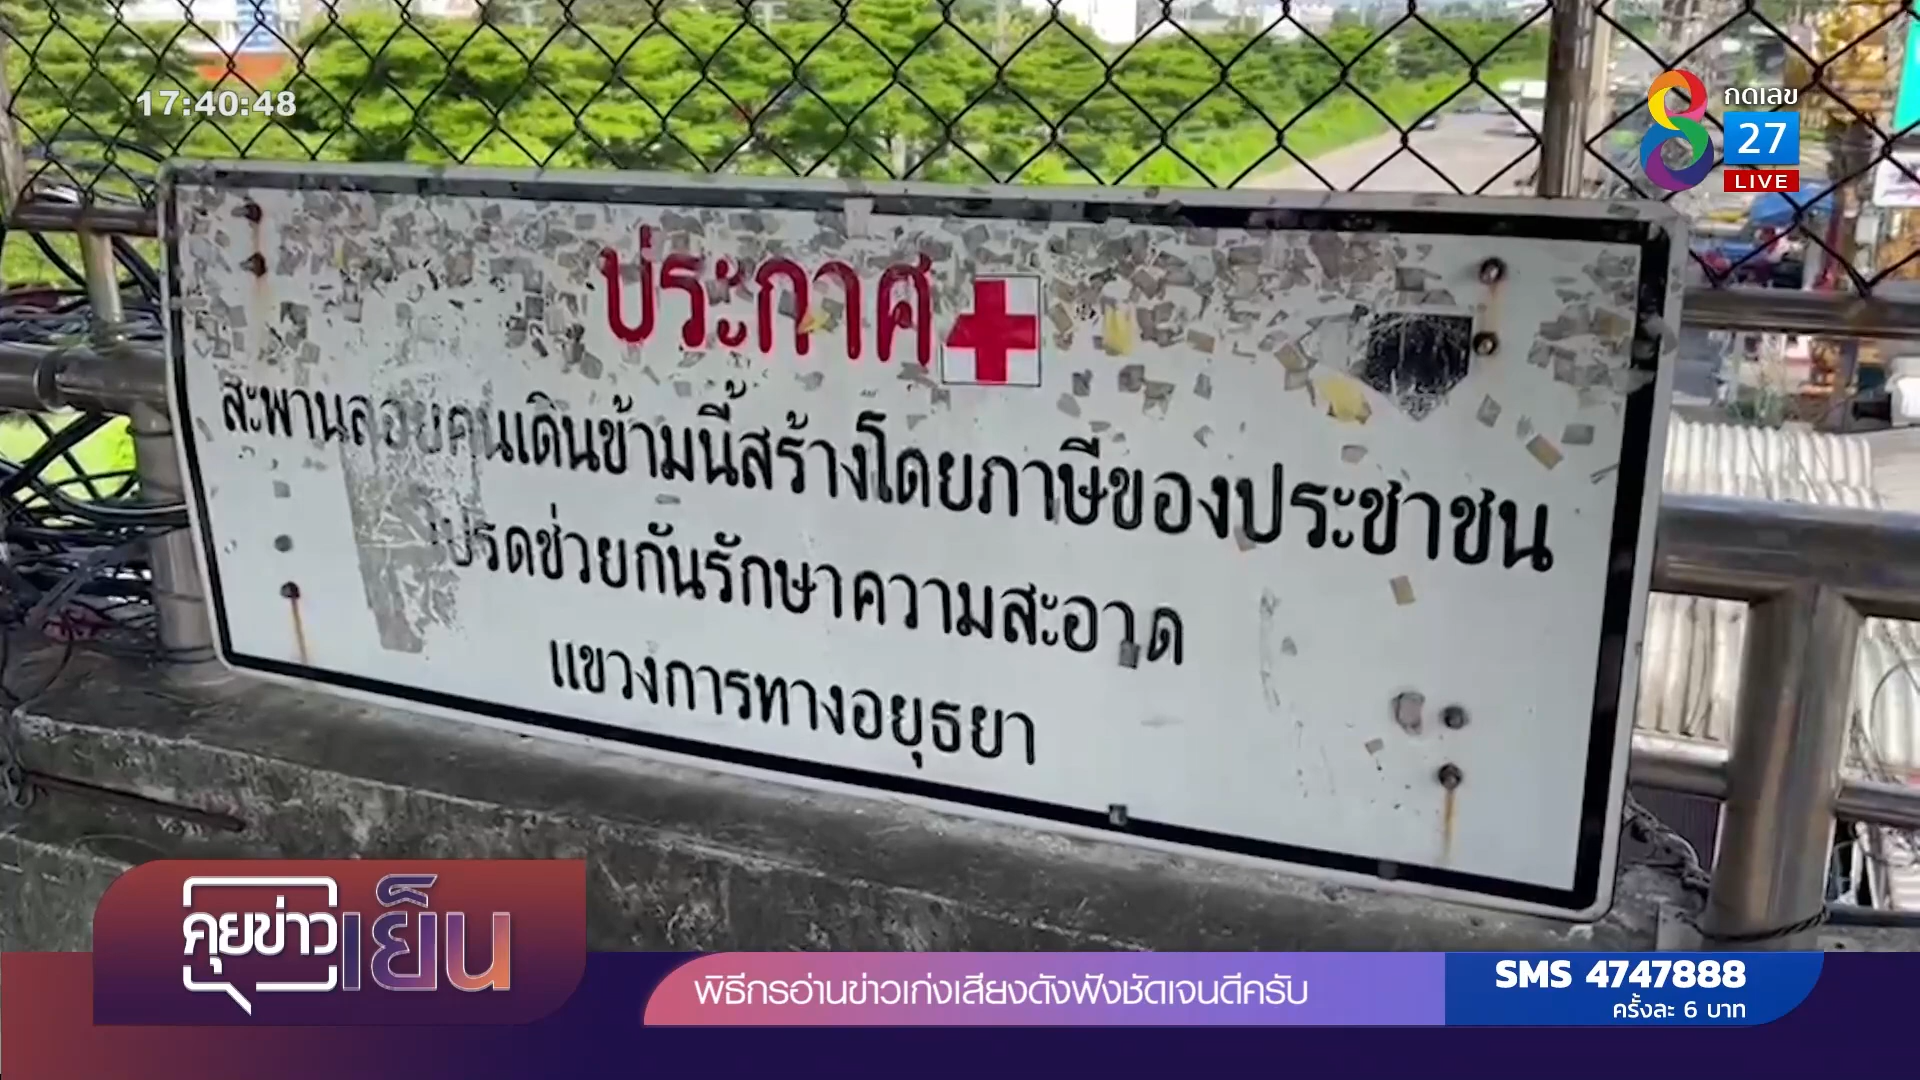 17:40:48
กดเลข
27
LIVE
ป่ระกาศ
สะพานลอยคนเดินข้ามนี้สร้างโดยภาษีของประชาชน
โปรดช่วยกันรักษาความสะอาด
แขวงการทางอยุธยา
คุยข่าวเย็น
พิธีกรอ่านข่าวเก่งเสียงดังฟังชัดเจนดีครับ
SMS 4747888
ครั้งละ 6 บาท